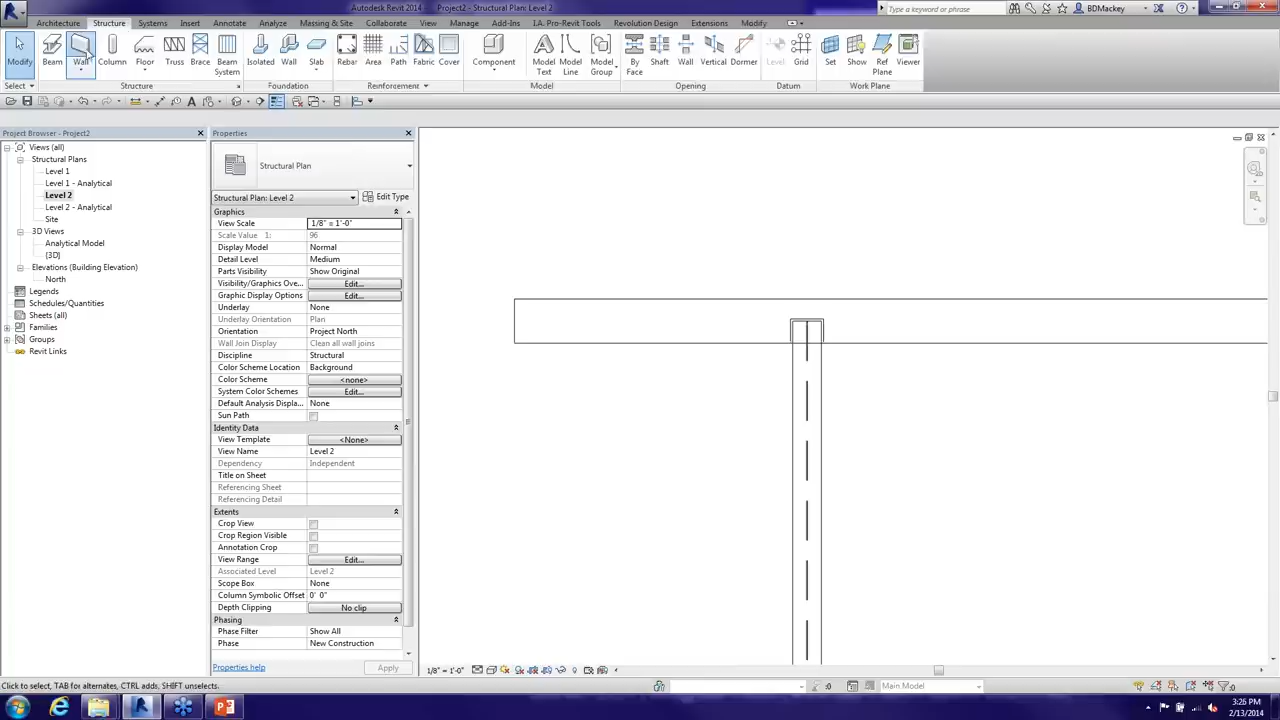 Autodesk Revit 2014 - Structural Plan: Level 2
Type a keyword or phrase
BDMackey
Architecture Structure Systems Insert Annotate Analyze Massing & Site Collaborate View Manage Add-Ins I.A. Pro-Revit Tools Revolution Design Extensions Modify
Modify Beam Wall Column Floor Truss Brace Beam System Isolated Wall Slab Rebar Area Path Fabric Cover Component Model Text Model Line Model Group By Face Shaft Wall Vertical Dormer Level Grid Set Show Ref Plane Viewer
Select Structure Foundation Reinforcement Model Opening Datum Work Plane
Project Browser - Project2
Views (all)
Structural Plans
Level 1
Level 1 - Analytical
Level 2
Level 2 - Analytical
Site
3D Views
Analytical Model
{3D}
Elevations (Building Elevation)
North
Legends
Schedules/Quantities
Sheets (all)
Families
Groups
Revit Links
Properties
Structural Plan
Structural Plan: Level 2 Edit Type
Graphics
View Scale 1/8" = 1'-0"
Scale Value 1: 96
Display Model Normal
Detail Level Medium
Parts Visibility Show Original
Visibility/Graphics Ove... Edit...
Graphic Display Options Edit...
Underlay None
Underlay Orientation Plan
Orientation Project North
Wall Join Display Clean all wall joins
Discipline Structural
Color Scheme Location Background
Color Scheme <none>
System Color Schemes Edit...
Default Analysis Displa... None
Sun Path
Identity Data
View Template <None>
View Name Level 2
Dependency Independent
Title on Sheet
Referencing Sheet
Referencing Detail
Extents
Crop View
Crop Region Visible
Annotation Crop
View Range Edit...
Associated Level Level 2
Scope Box None
Column Symbolic Offset 0' 0"
Depth Clipping No clip
Phasing
Phase Filter Show All
Phase New Construction
Properties help Apply
1/8" = 1'-0"
Click to select, TAB for alternates, CTRL adds, SHIFT unselects.
:0 Main Model :0
3:26 PM
2/13/2014